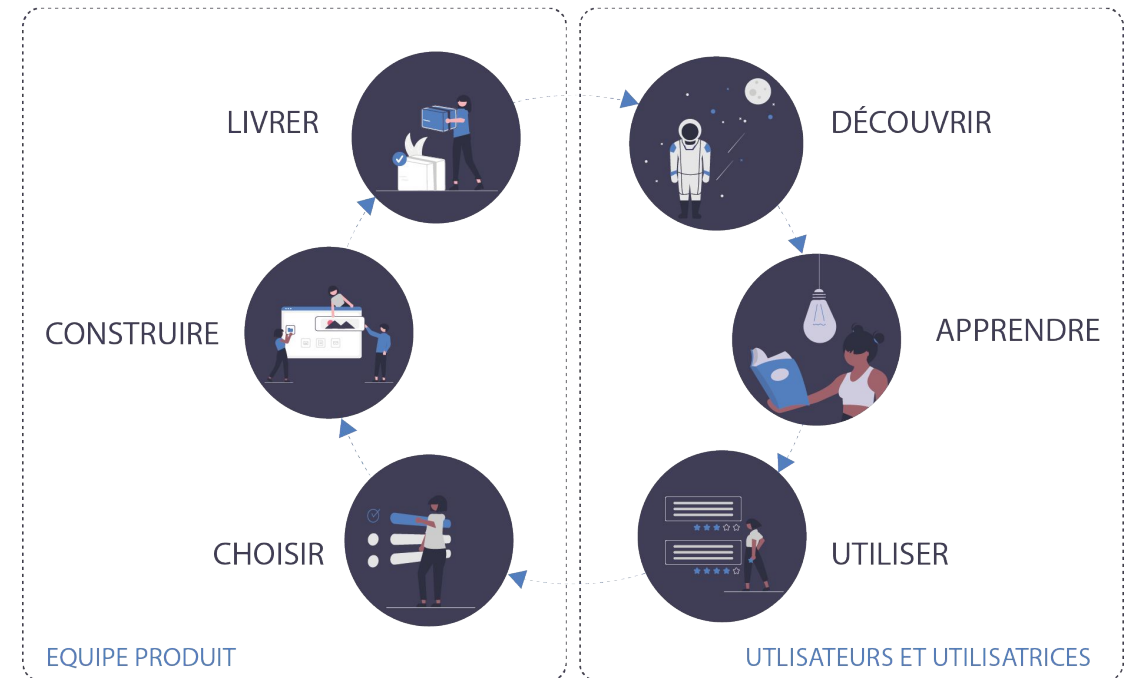 LIVRER
DÉCOUVRIR
CONSTRUIRE
APPRENDRE
CHOISIR
UTILISER
EQUIPE PRODUIT
UTLISATEURS ET UTILISATRICES